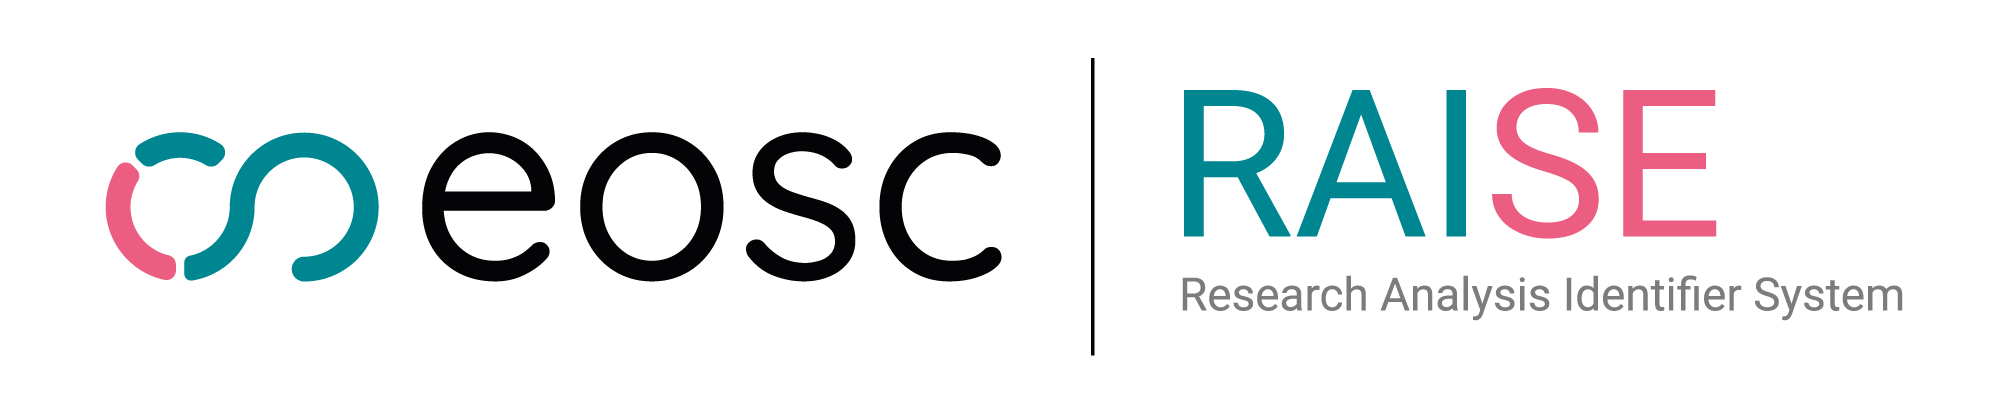 eosc
RAISE
Research Analysis Identifier System